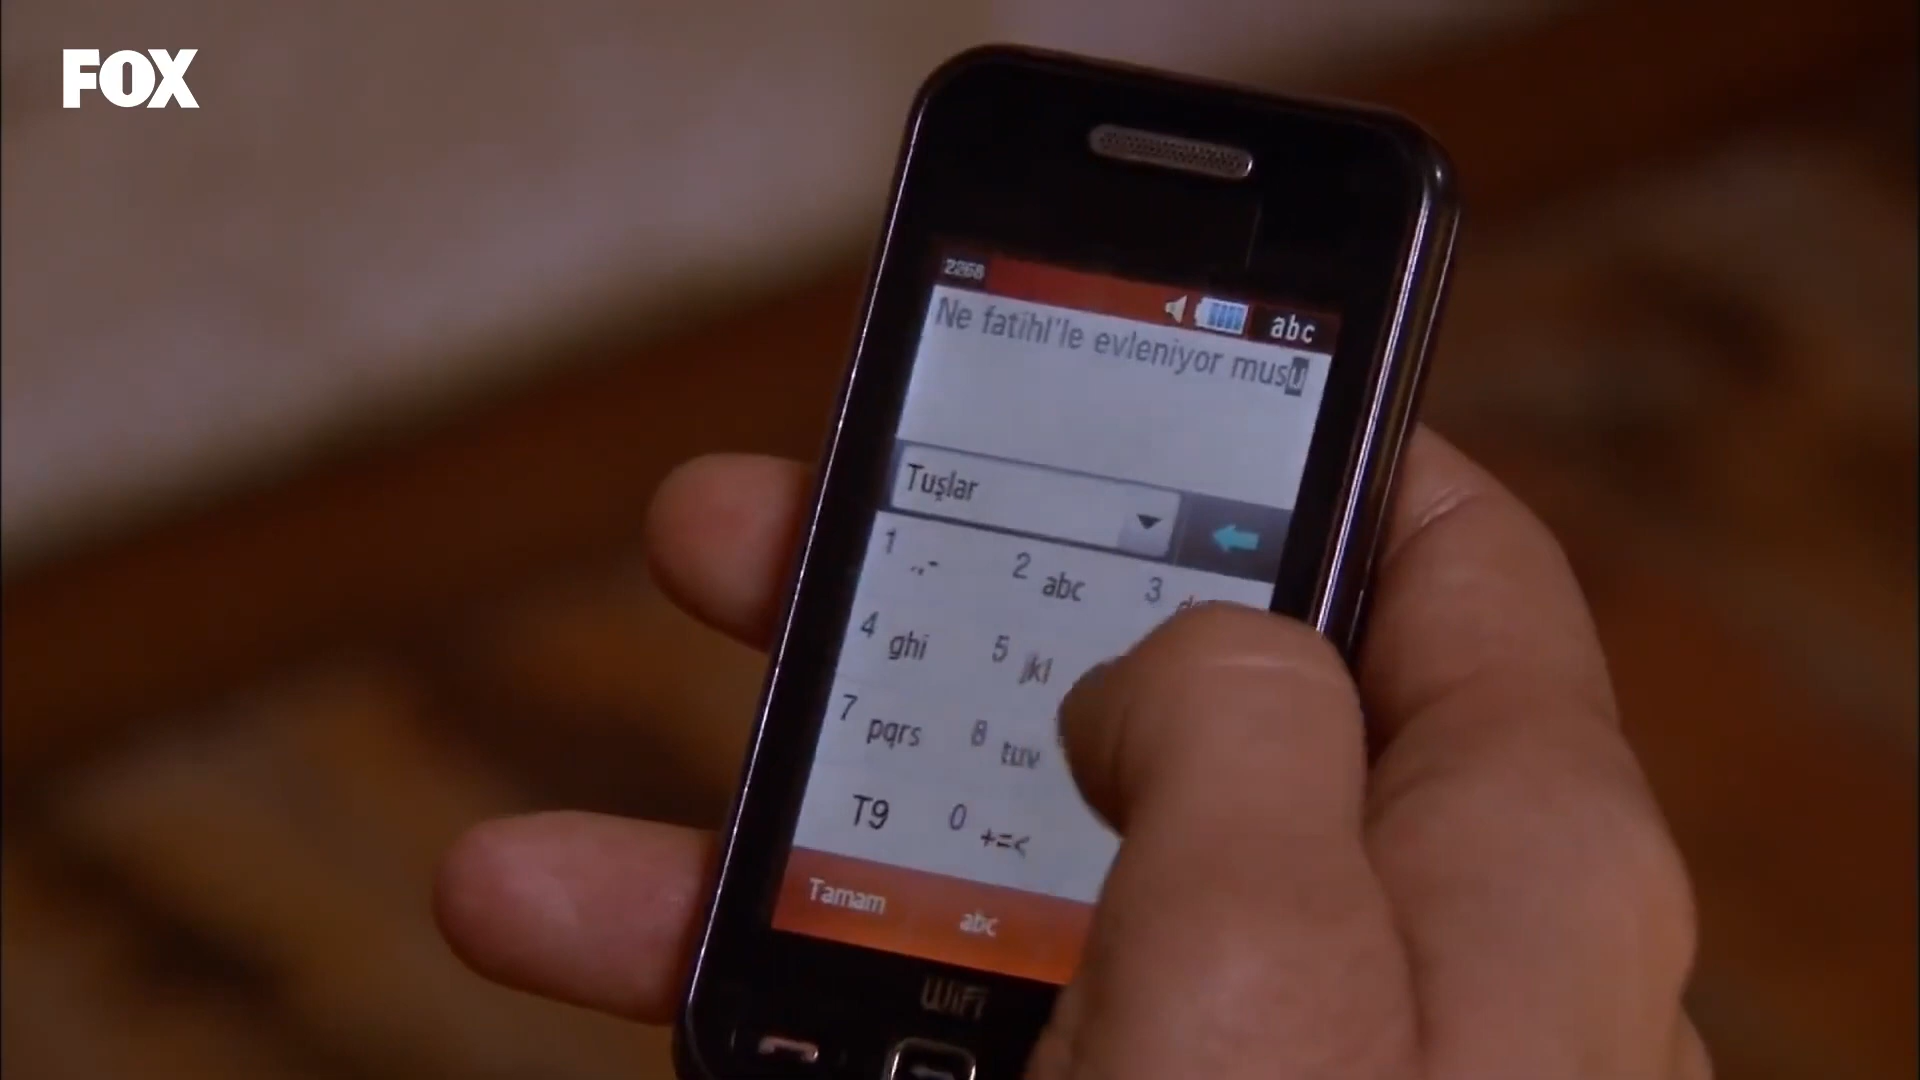 FOX
2268
abc
Ne fatihl'le evleniyor musu
Tuşlar
1 .,-
2 abc
3
4 ghi
5 jkl
7 pqrs
8 tuv
T9
0 +=<
Tamam
abc
WiFi